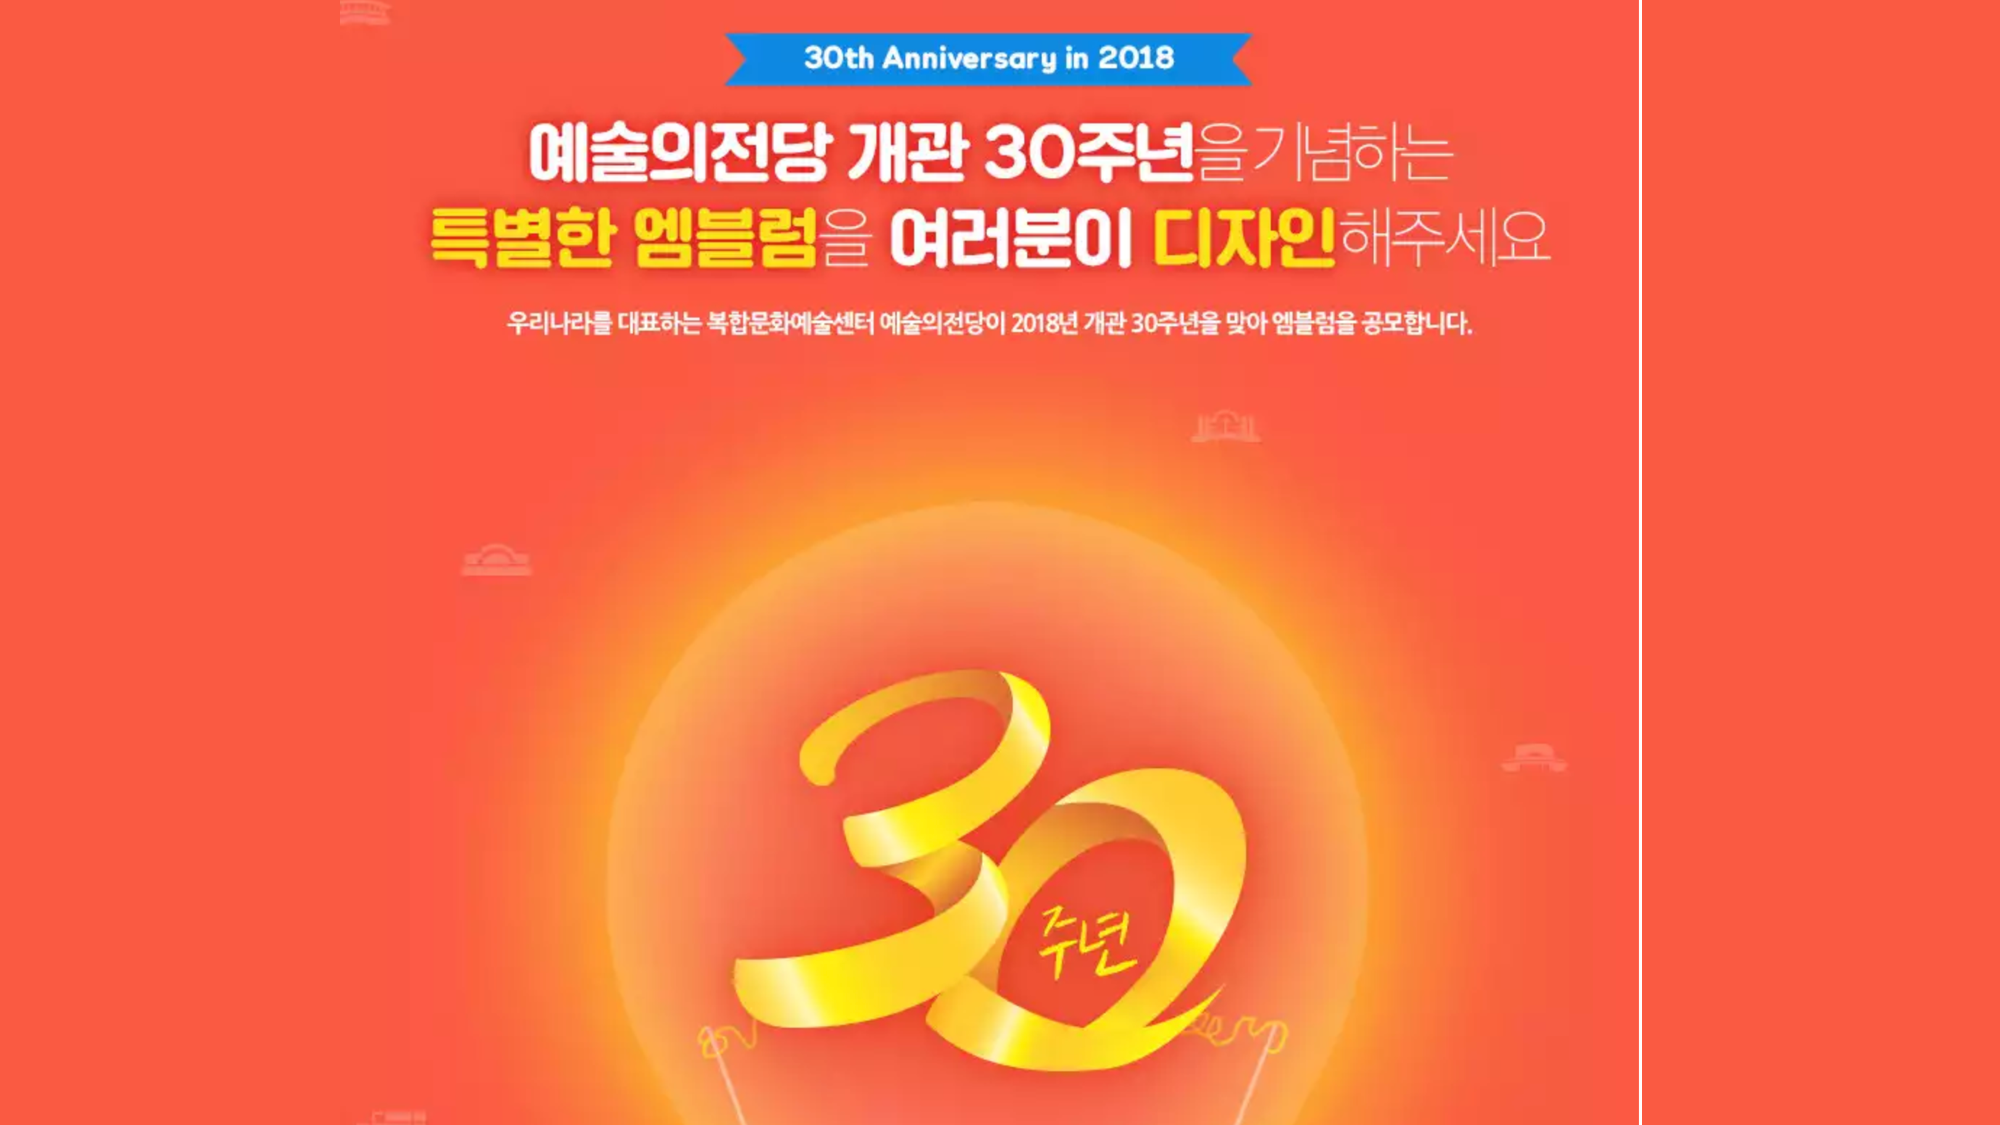 30th Anniversary in 2018
예술의전당 개관 30주년을 기념하는
특별한 엠블럼을 여러분이 디자인해주세요
우리나라를 대표하는 복합문화예술센터 예술의전당이 2018년 개관 30주년을 맞아 엠블럼을 공모합니다.
30
주년